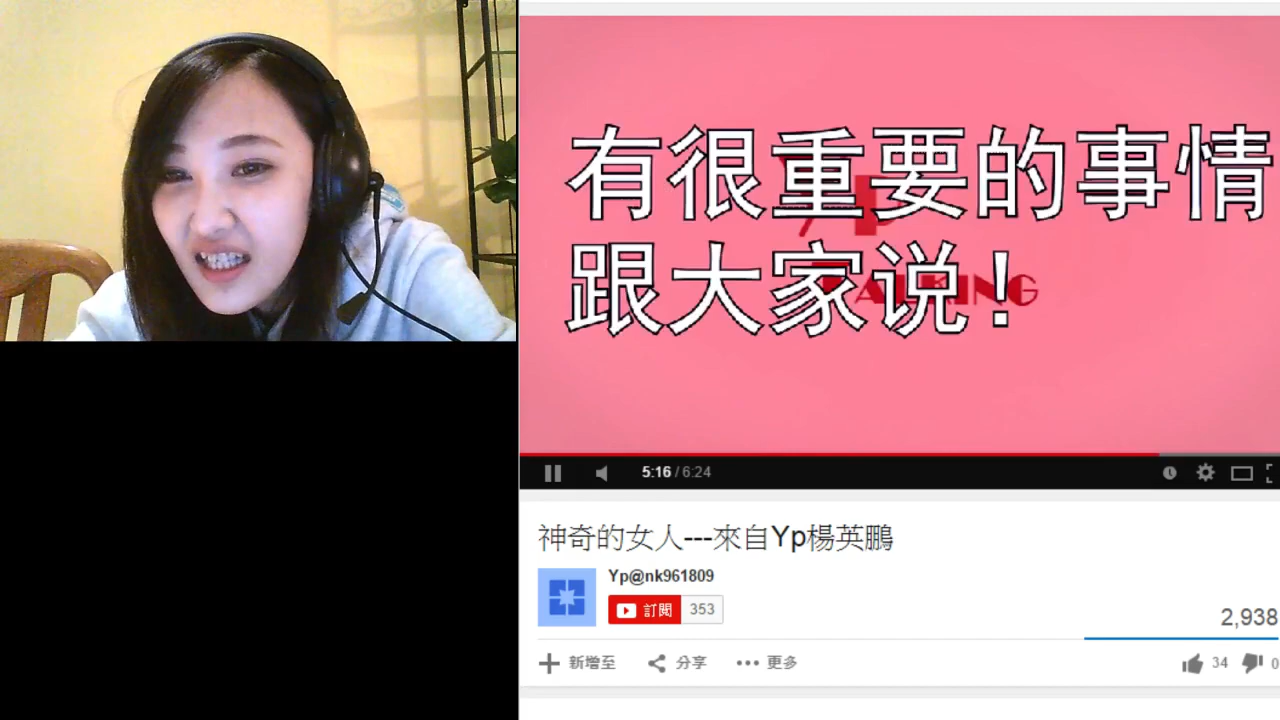 有很重要的事情
跟大家说！
TALKING
5:16 / 6:24
神奇的女人---來自Yp楊英鵬
Yp@nk961809
訂閱 353
2,938
新增至 分享 更多 34 0